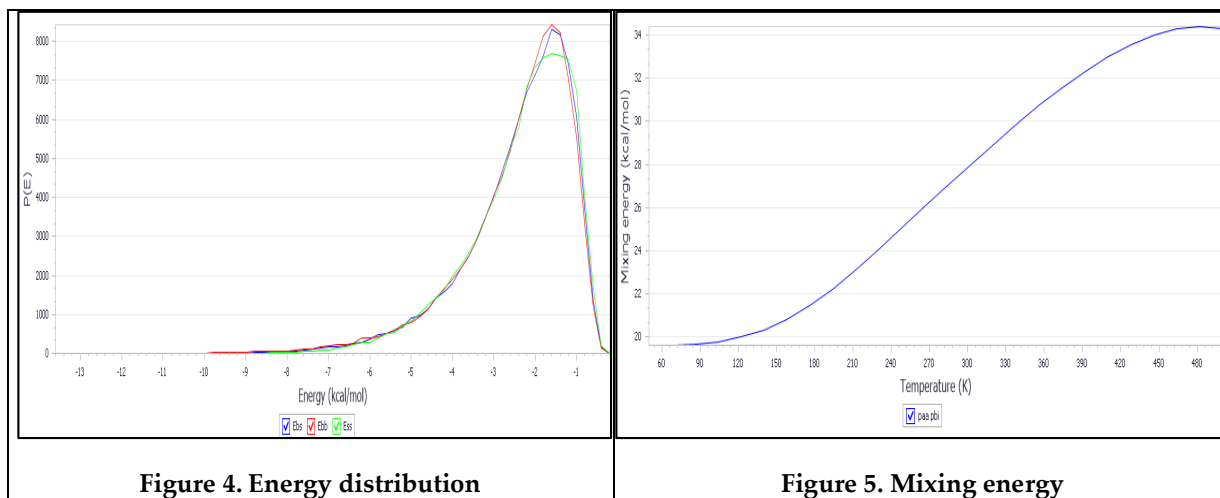 8000
7000
6000
5000
4000
3000
2000
1000
0
P(E)
-13 -12 -11 -10 -9 -8 -7 -6 -5 -4 -3 -2 -1
Energy (kcal/mol)
Ebs Ebb Ess
Figure 4. Energy distribution
34
32
30
28
26
24
22
20
Mixing energy (kcal/mol)
60 90 120 150 180 210 240 270 300 330 360 390 420 450 480
Temperature (K)
paa pbi
Figure 5. Mixing energy